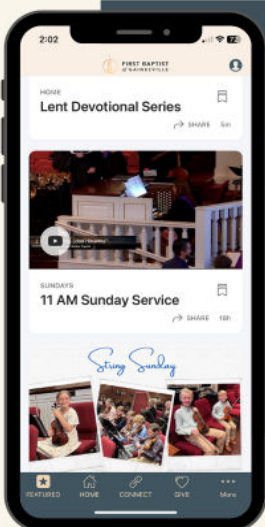 2:02
FIRST BAPTIST
of GAINESVILLE
HOME
Lent Devotional Series
SHARE 5m
SUNDAYS
11 AM Sunday Service
SHARE 18h
String Sunday
FEATURED HOME CONNECT GIVE More